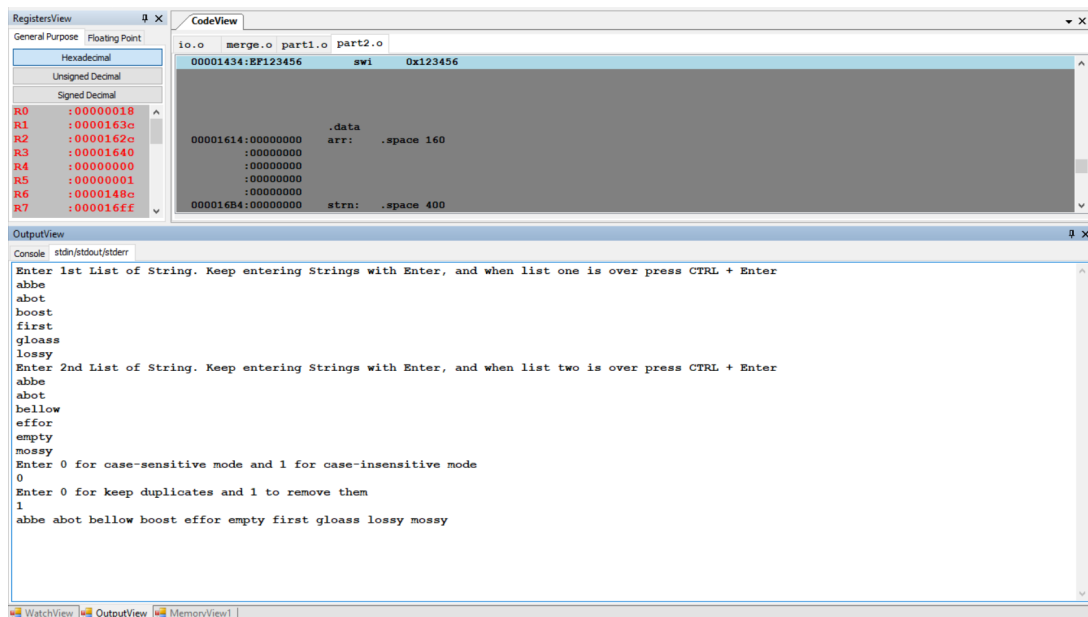 RegistersView
General Purpose Floating Point
Hexadecimal
Unsigned Decimal
Signed Decimal
R0 :00000018
R1 :0000163c
R2 :0000162c
R3 :00001640
R4 :00000000
R5 :00000001
R6 :0000148c
R7 :000016ff
CodeView
io.o merge.o part1.o part2.o
00001434:EF123456 swi 0x123456
.data
00001614:00000000 arr: .space 160
:00000000
:00000000
:00000000
:00000000
000016B4:00000000 strn: .space 400
OutputView
Console stdin/stdout/stderr
Enter 1st List of String. Keep entering Strings with Enter, and when list one is over press CTRL + Enter
abbe
abot
boost
first
gloass
lossy
Enter 2nd List of String. Keep entering Strings with Enter, and when list two is over press CTRL + Enter
abbe
abot
bellow
effor
empty
mossy
Enter 0 for case-sensitive mode and 1 for case-insensitive mode
0
Enter 0 for keep duplicates and 1 to remove them
1
abbe abot bellow boost effor empty first gloass lossy mossy
WatchView OutputView MemoryView1